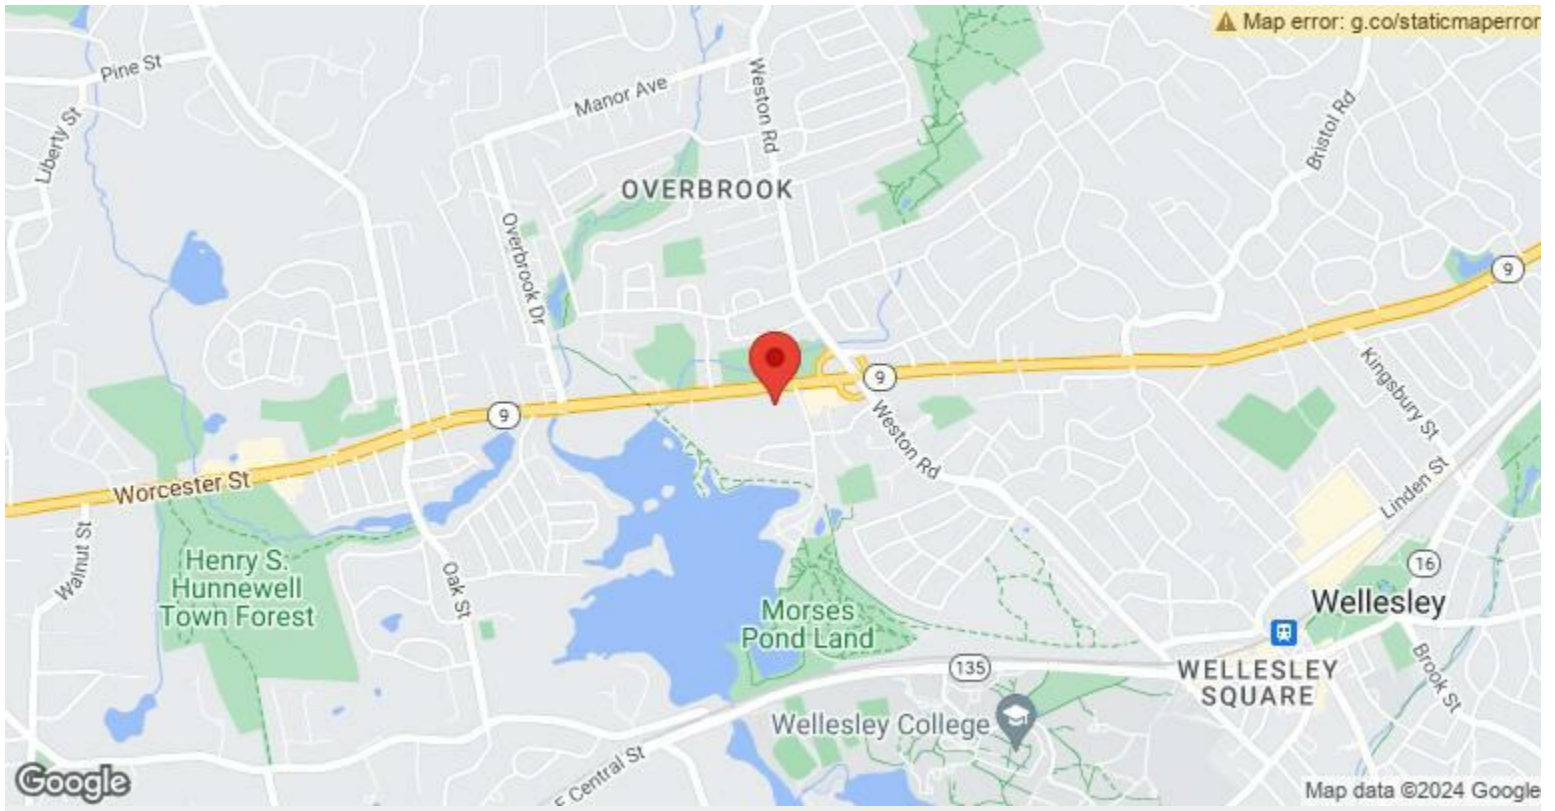 Map error: g.co/staticmaperror
Pine St
Manor Ave
Weston Rd
Liberty St
Bristol Rd
OVERBROOK
Overbrook Dr
9
9
9
Kingsbury St
Weston Rd
Worcester St
Linden St
Walnut St
Henry S.
Hunnewell
Town Forest
Oak St
16
Morses
Pond Land
Wellesley
135
WELLESLEY
SQUARE
Brook St
Wellesley College
E Central St
Google
Map data ©2024 Google